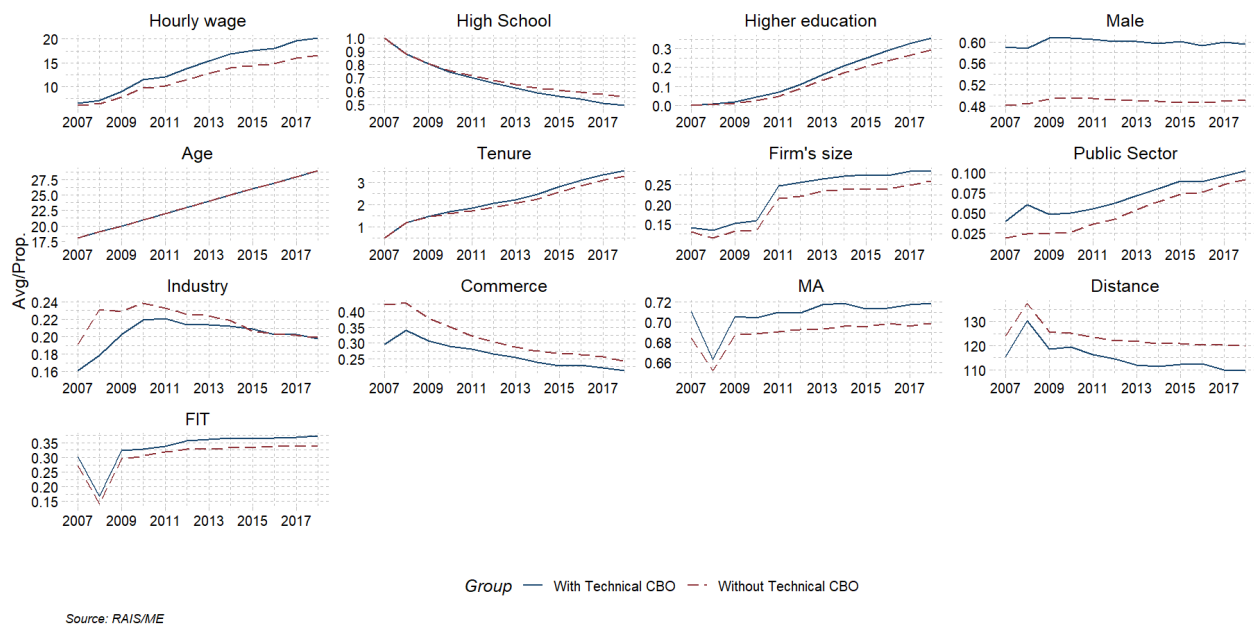 Hourly wage
High School
Higher education
Male
20
15
10
2007 2009 2011 2013 2015 2017
1.0
0.9
0.8
0.7
0.6
0.5
2007 2009 2011 2013 2015 2017
0.3
0.2
0.1
0.0
2007 2009 2011 2013 2015 2017
0.60
0.56
0.52
0.48
2007 2009 2011 2013 2015 2017
Age
Tenure
Firm's size
Public Sector
27.5
25.0
22.5
20.0
17.5
2007 2009 2011 2013 2015 2017
3
2
1
2007 2009 2011 2013 2015 2017
0.25
0.20
0.15
2007 2009 2011 2013 2015 2017
0.100
0.075
0.050
0.025
2007 2009 2011 2013 2015 2017
Avg/Prop.
Industry
Commerce
MA
Distance
0.24
0.22
0.20
0.18
0.16
2007 2009 2011 2013 2015 2017
0.40
0.35
0.30
0.25
2007 2009 2011 2013 2015 2017
0.72
0.70
0.68
0.66
2007 2009 2011 2013 2015 2017
130
120
110
2007 2009 2011 2013 2015 2017
FIT
0.35
0.30
0.25
0.20
0.15
2007 2009 2011 2013 2015 2017
Group With Technical CBO Without Technical CBO
Source: RAIS/ME